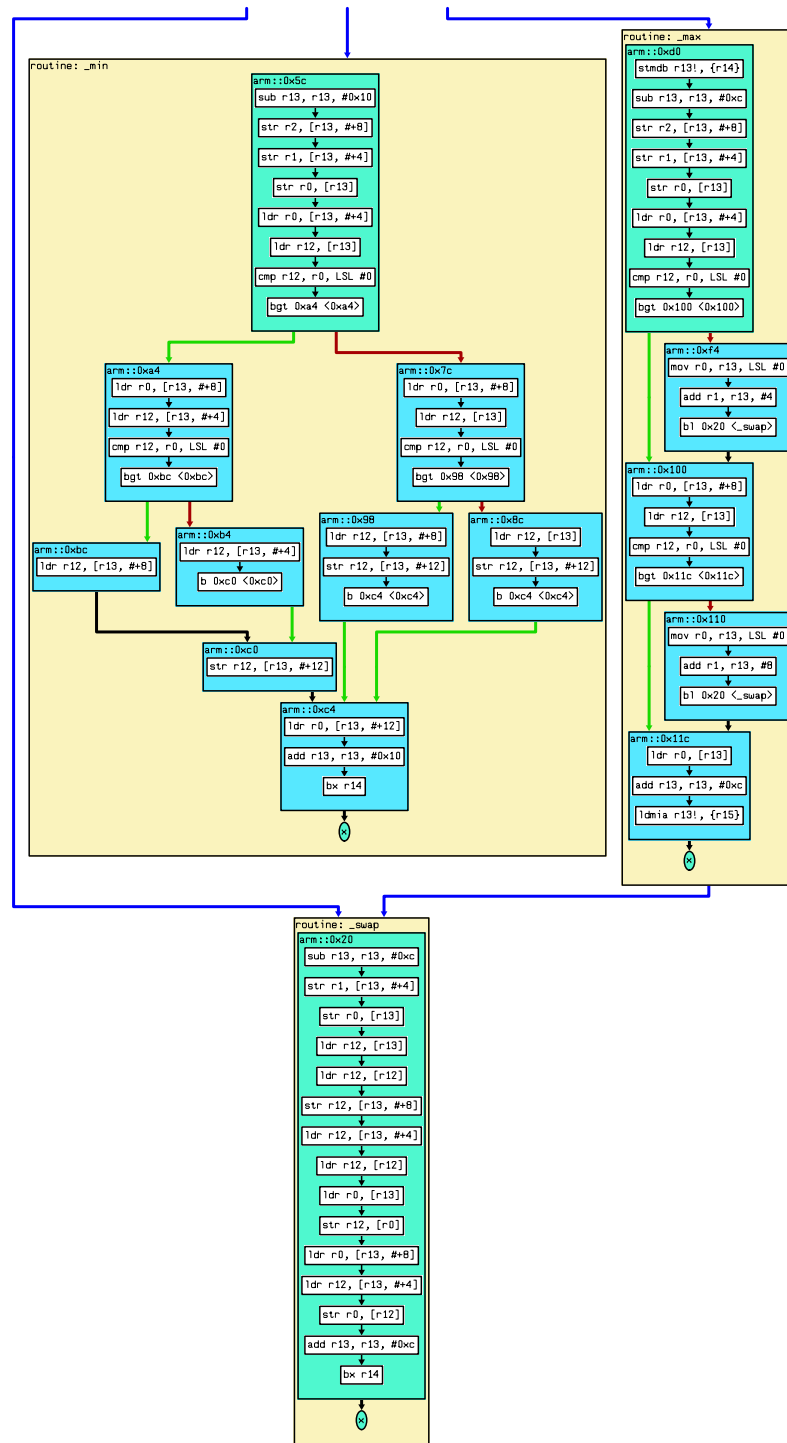 routine: _min
arm::0x5c
sub r13, r13, #0x10
str r2, [r13, #+8]
str r1, [r13, #+4]
str r0, [r13]
ldr r0, [r13, #+4]
ldr r12, [r13]
cmp r12, r0, LSL #0
bgt 0xa4 <0xa4>
arm::0xa4
ldr r0, [r13, #+8]
ldr r12, [r13, #+4]
cmp r12, r0, LSL #0
bgt 0xbc <0xbc>
arm::0x7c
ldr r0, [r13, #+8]
ldr r12, [r13]
cmp r12, r0, LSL #0
bgt 0x98 <0x98>
arm::0xbc
ldr r12, [r13, #+8]
arm::0xb4
ldr r12, [r13, #+4]
b 0xc0 <0xc0>
arm::0x98
ldr r12, [r13, #+8]
str r12, [r13, #+12]
b 0xc4 <0xc4>
arm::0x8c
ldr r12, [r13]
str r12, [r13, #+12]
b 0xc4 <0xc4>
arm::0xc0
str r12, [r13, #+12]
arm::0xc4
ldr r0, [r13, #+12]
add r13, r13, #0x10
bx r14
routine: _max
arm::0xd0
stmdb r13!, {r14}
sub r13, r13, #0xc
str r2, [r13, #+8]
str r1, [r13, #+4]
str r0, [r13]
ldr r0, [r13, #+4]
ldr r12, [r13]
cmp r12, r0, LSL #0
bgt 0x100 <0x100>
arm::0xf4
mov r0, r13, LSL #0
add r1, r13, #4
bl 0x20 <_swap>
arm::0x100
ldr r0, [r13, #+8]
ldr r12, [r13]
cmp r12, r0, LSL #0
bgt 0x11c <0x11c>
arm::0x110
mov r0, r13, LSL #0
add r1, r13, #8
bl 0x20 <_swap>
arm::0x11c
ldr r0, [r13]
add r13, r13, #0xc
ldmia r13!, {r15}
routine: _swap
arm::0x20
sub r13, r13, #0xc
str r1, [r13, #+4]
str r0, [r13]
ldr r12, [r13]
ldr r12, [r12]
str r12, [r13, #+8]
ldr r12, [r13, #+4]
ldr r12, [r12]
ldr r0, [r13]
str r12, [r0]
ldr r0, [r13, #+8]
ldr r12, [r13, #+4]
str r0, [r12]
add r13, r13, #0xc
bx r14